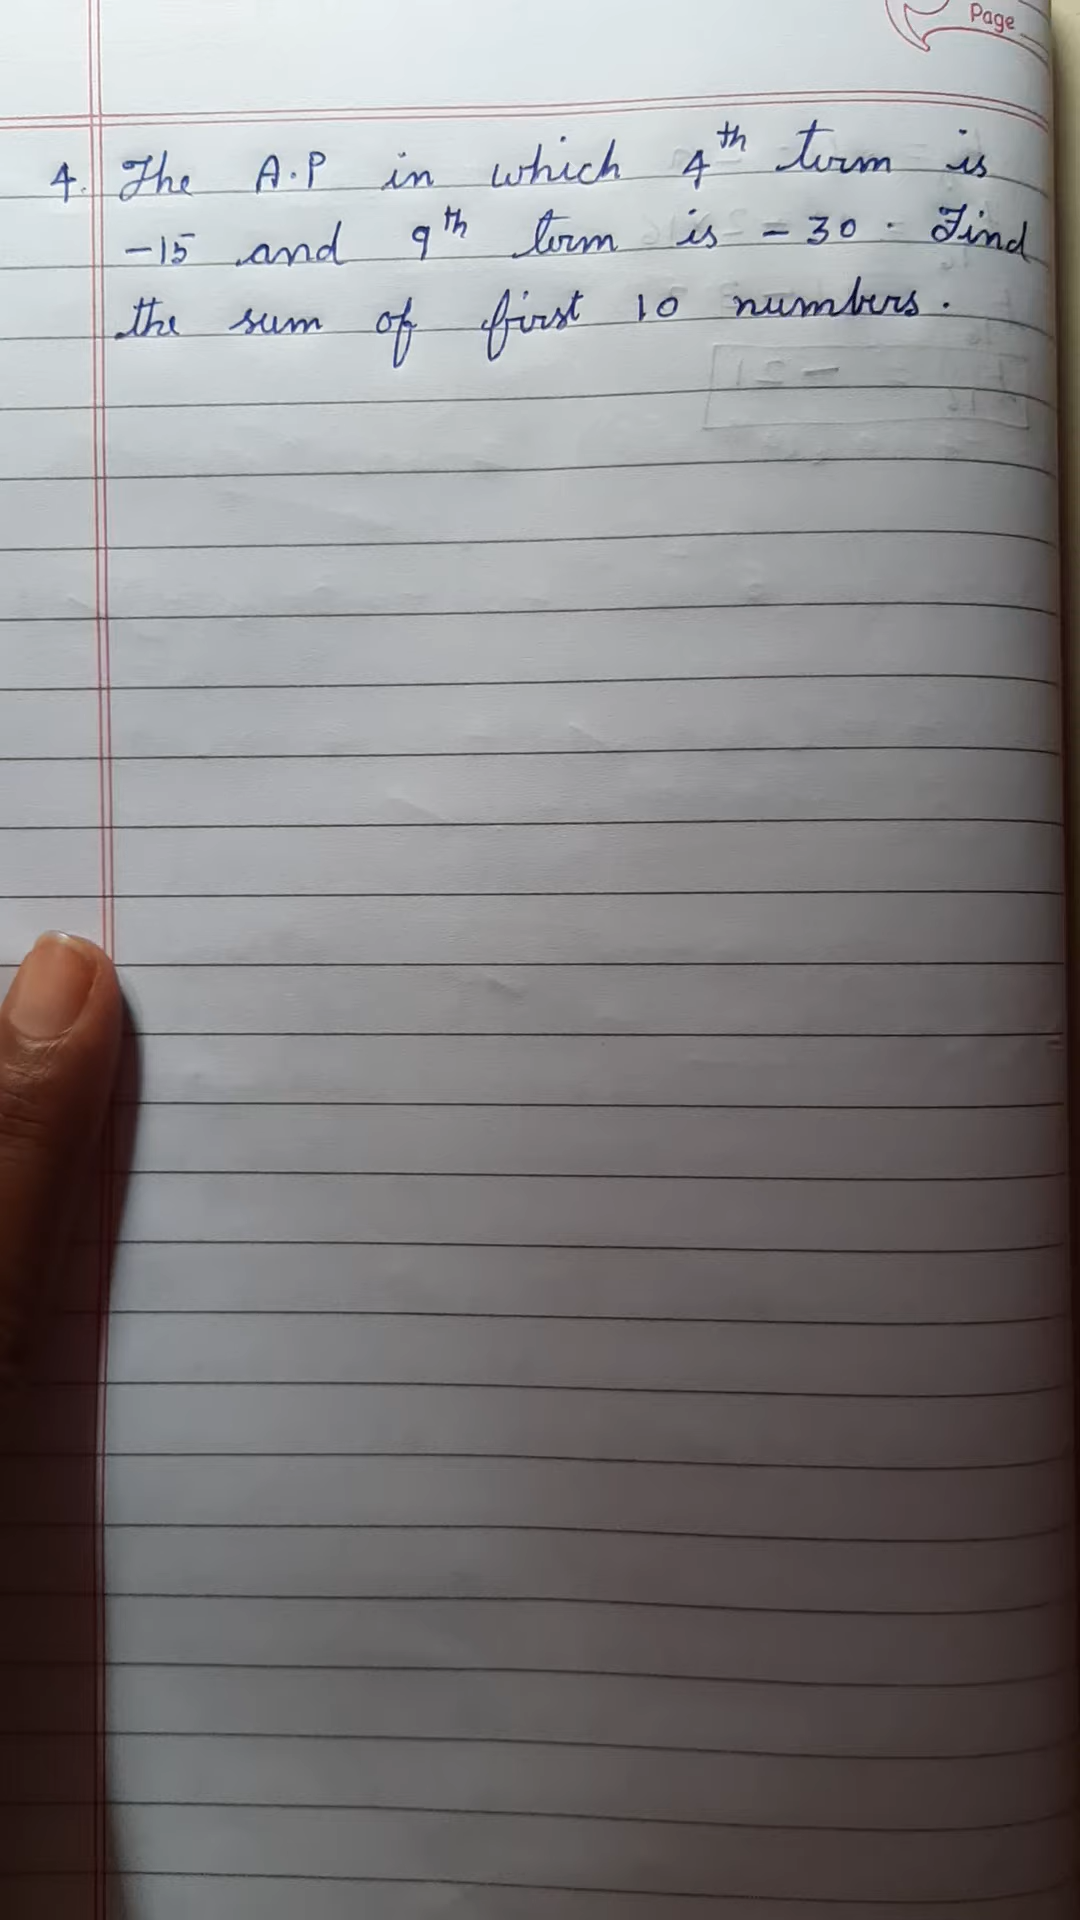 Page
4. The A.P in which 4th term is
-15 and 9th term is -30. Find
the sum of first 10 numbers.